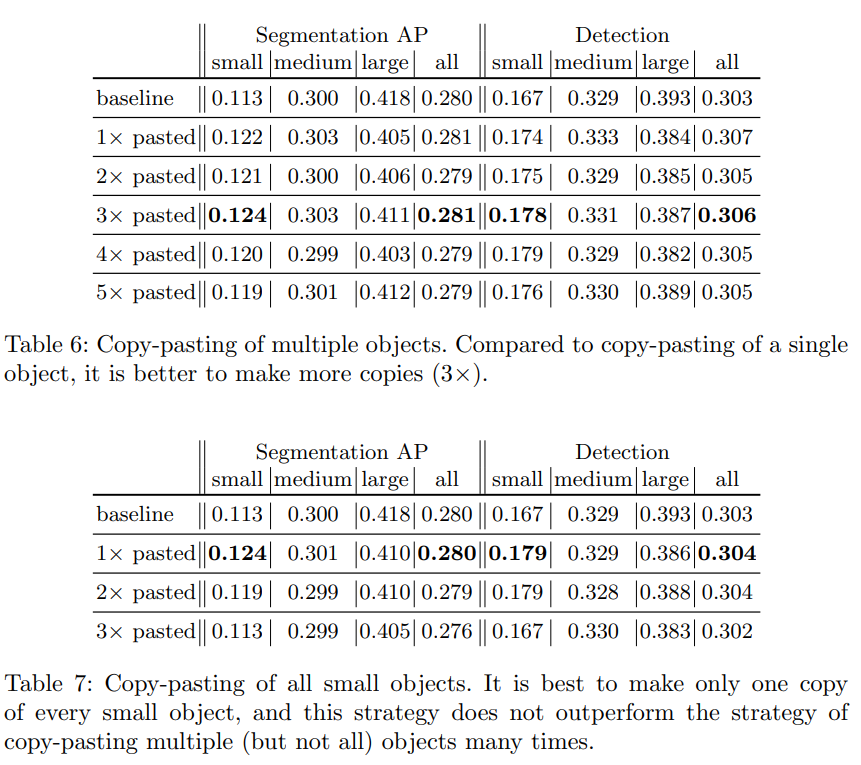 Segmentation AP Detection
small medium large all small medium large all
baseline 0.113 0.300 0.418 0.280 0.167 0.329 0.393 0.303
1× pasted 0.122 0.303 0.405 0.281 0.174 0.333 0.384 0.307
2× pasted 0.121 0.300 0.406 0.279 0.175 0.329 0.385 0.305
3× pasted 0.124 0.303 0.411 0.281 0.178 0.331 0.387 0.306
4× pasted 0.120 0.299 0.403 0.279 0.179 0.329 0.382 0.305
5× pasted 0.119 0.301 0.412 0.279 0.176 0.330 0.389 0.305
Table 6: Copy-pasting of multiple objects. Compared to copy-pasting of a single
object, it is better to make more copies (3×).
Segmentation AP Detection
small medium large all small medium large all
baseline 0.113 0.300 0.418 0.280 0.167 0.329 0.393 0.303
1× pasted 0.124 0.301 0.410 0.280 0.179 0.329 0.386 0.304
2× pasted 0.119 0.299 0.410 0.279 0.179 0.328 0.388 0.304
3× pasted 0.113 0.299 0.405 0.276 0.167 0.330 0.383 0.302
Table 7: Copy-pasting of all small objects. It is best to make only one copy
of every small object, and this strategy does not outperform the strategy of
copy-pasting multiple (but not all) objects many times.